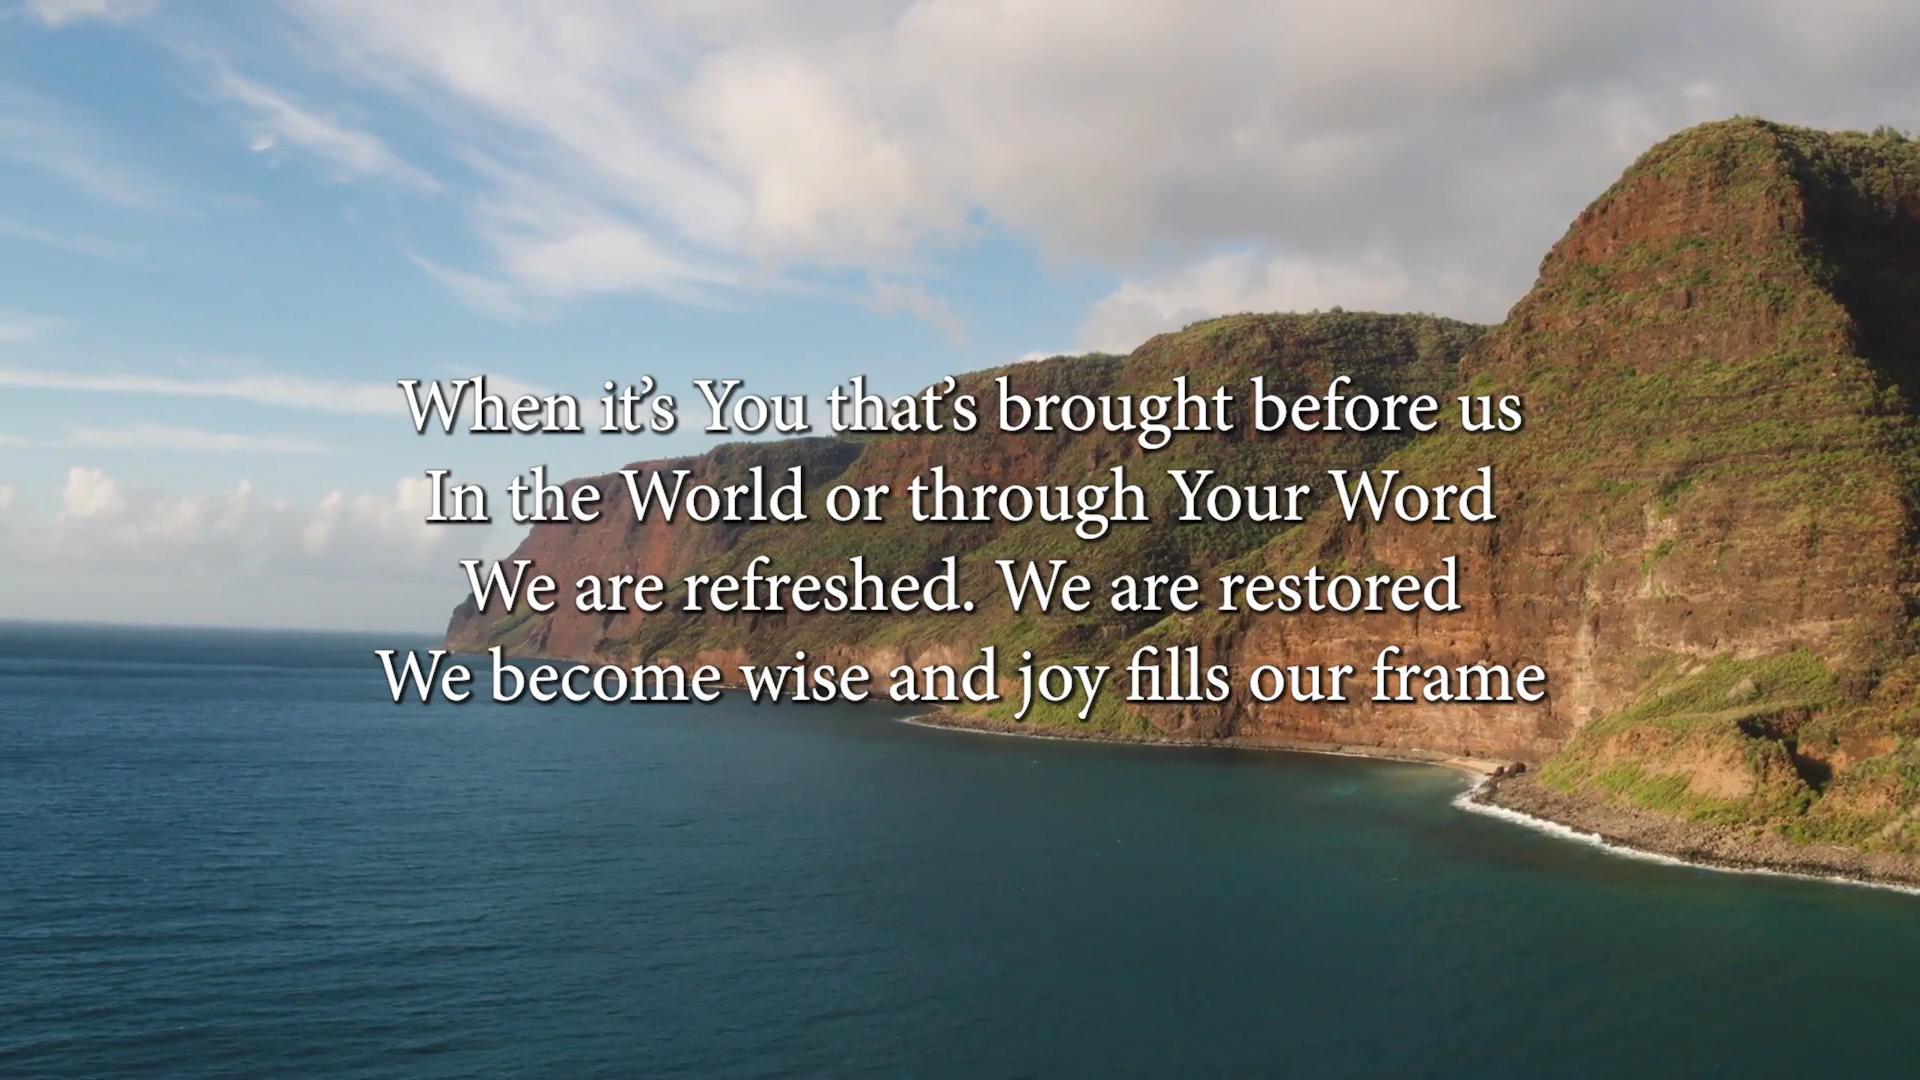 When it’s You that’s brought before us
In the World or through Your Word
We are refreshed. We are restored
We become wise and joy fills our frame